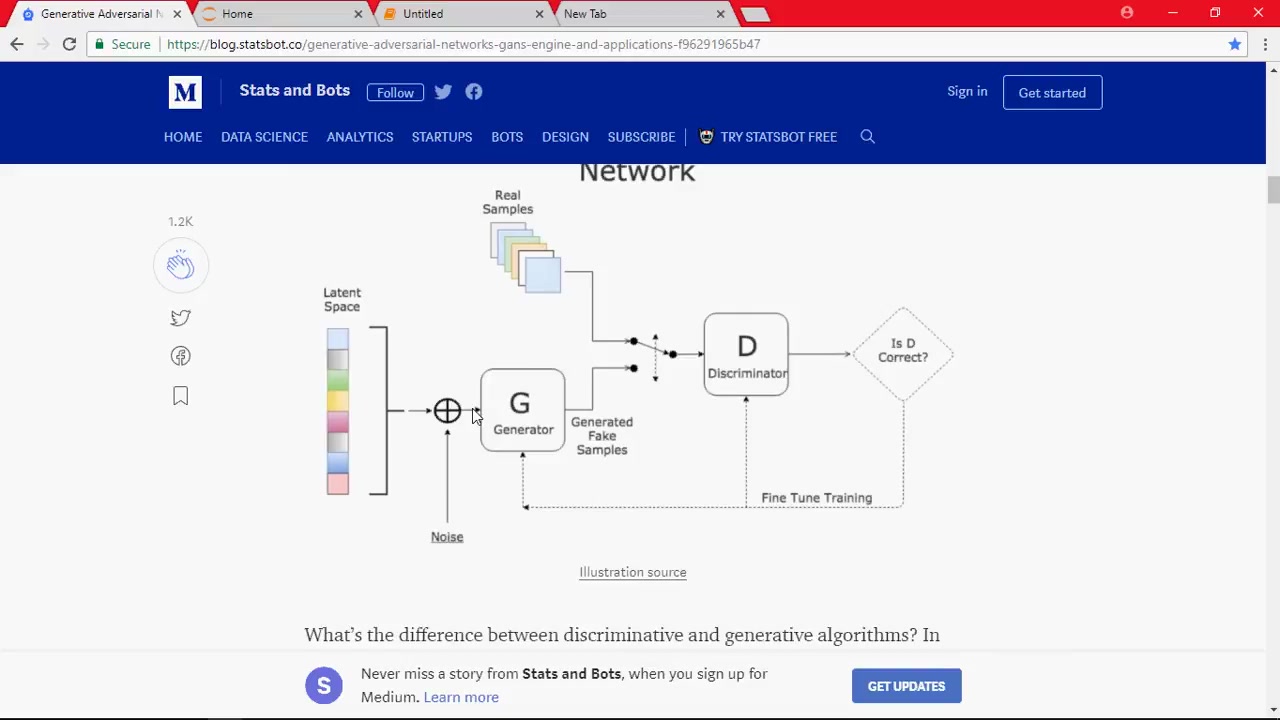 Generative Adversarial N
Home
Untitled
New Tab
Secure
https://blog.statsbot.co/generative-adversarial-networks-gans-engine-and-applications-f96291965b47
M
Stats and Bots
Follow
Sign in
Get started
HOME
DATA SCIENCE
ANALYTICS
STARTUPS
BOTS
DESIGN
SUBSCRIBE
TRY STATSBOT FREE
Network
Real
Samples
1.2K
Latent
Space
D
Discriminator
Is D
Correct?
G
Generator
Generated
Fake
Samples
Fine Tune Training
Noise
Illustration source
What's the difference between discriminative and generative algorithms? In
S
Never miss a story from Stats and Bots, when you sign up for
Medium. Learn more
GET UPDATES